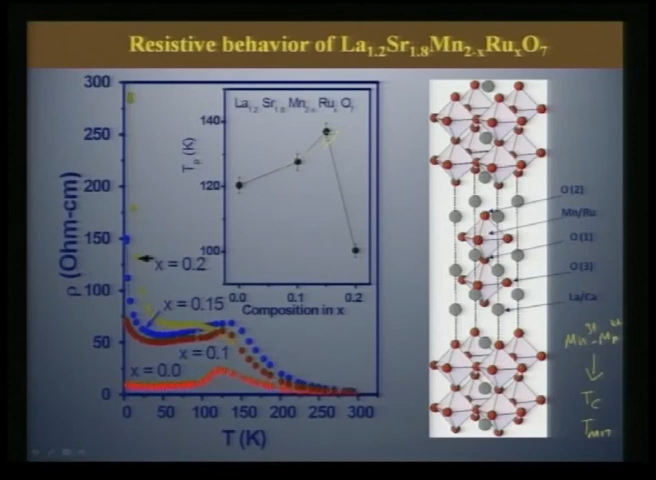 Resistive behavior of La1.2Sr1.8Mn2-xRuxO7
300
250
200
150
100
50
0
ρ (Ohm-cm)
0 50 100 150 200 250 300
T (K)
x = 0.2
x = 0.15
x = 0.1
x = 0.0
La1.2Sr1.8Mn2-xRuxO7
140
120
100
Tp (K)
0.0 0.1 0.2
Composition in x
O(2)
Mn/Ru
O(1)
O(3)
La/Ca
Tc